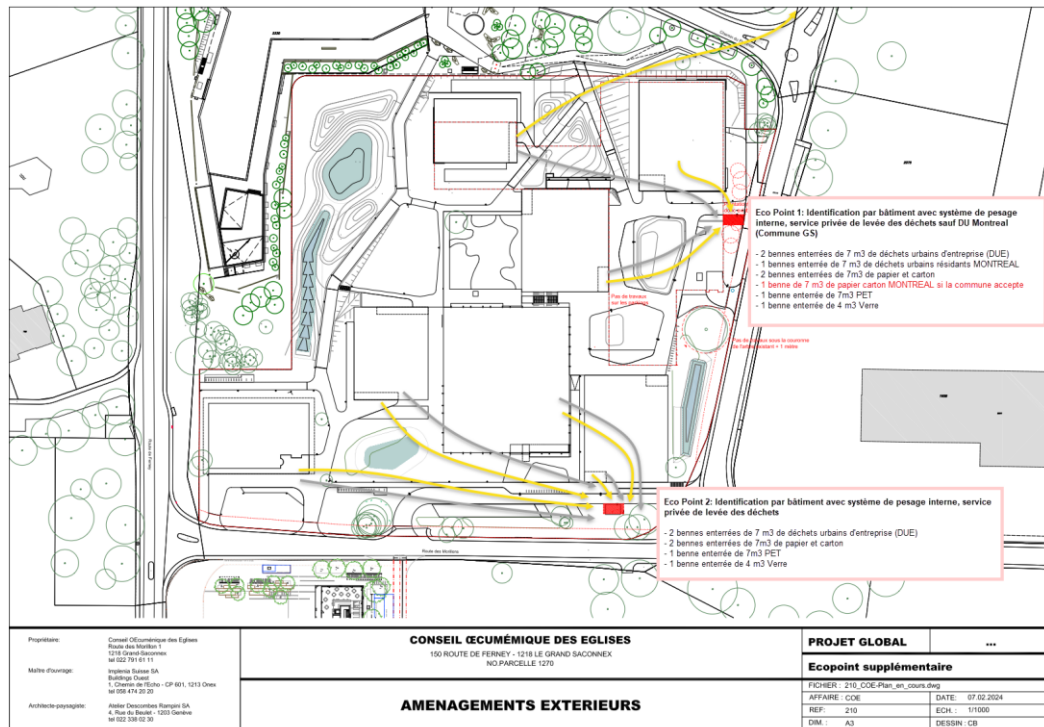 Eco Point 1: Identification par bâtiment avec système de pesage
interne, service privée de levée des déchets sauf DU Montreal
(Commune GS)
- 2 bennes enterrées de 7 m3 de déchets urbains d'entreprise (DUE)
- 1 bennes enterrée de 7 m3 de déchets urbains résidants MONTREAL
- 2 bennes enterrées de 7m3 de papier et carton
- 1 benne de 7 m3 de papier carton MONTREAL si la commune accepte
- 1 benne enterrée de 7m3 PET
- 1 benne enterrée de 4 m3 Verre
Pas de travaux
Route de Ferney
Eco Point 2: Identification par bâtiment avec système de pesage interne, service
privée de levée des déchets
- 2 bennes enterrées de 7 m3 de déchets urbains d'entreprise (DUE)
- 2 bennes enterrées de 7m3 de papier et carton
- 1 benne enterrée de 7m3 PET
- 1 benne enterrée de 4 m3 Verre
Route des Morillons
Propriétaire:
Conseil OEcuménique des Eglises
Route des Morillon 1
1218 Grand-Saconnex
tel 022 791 61 11
Maître d'ouvrage:
Implenia Suisse SA
Buildings Ouest
1, Chemin de l'Echo - CP 601, 1213 Onex
tel 058 474 20 20
Architecte-paysagiste:
Atelier Descombes Rampini SA
4, Rue du Beulet - 1203 Genève
tel 022 338 02 30
CONSEIL ŒCUMÉNIQUE DES EGLISES
150 ROUTE DE FERNEY - 1218 LE GRAND SACONNEX
NO.PARCELLE 1270
AMENAGEMENTS EXTERIEURS
PROJET GLOBAL
...
Ecopoint supplémentaire
FICHIER : 210_COE-Plan_en_cours.dwg
AFFAIRE : COE
DATE: 07.02.2024
REF: 210
ECH. : 1/1000
DIM. : A3
DESSIN : CB